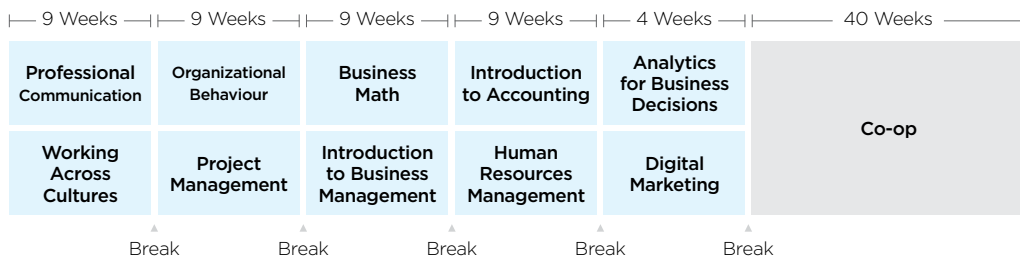 9 Weeks
9 Weeks
9 Weeks
9 Weeks
4 Weeks
40 Weeks
Professional
Communication
Organizational
Behaviour
Business
Math
Introduction
to Accounting
Analytics
for Business
Decisions
Co-op
Working
Across
Cultures
Project
Management
Introduction
to Business
Management
Human
Resources
Management
Digital
Marketing
Break
Break
Break
Break
Break